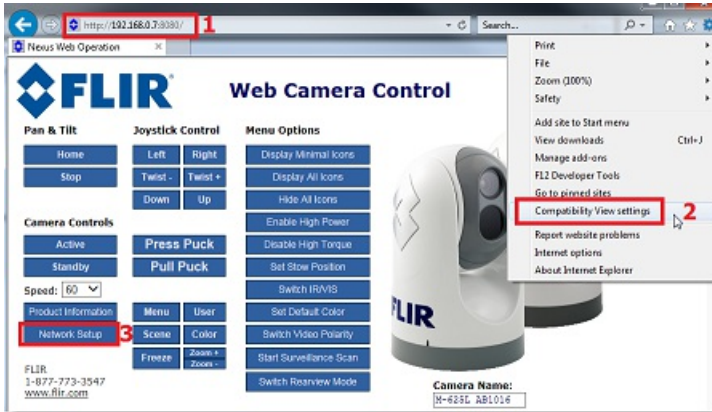 http://192.168.0.7:8080/
1
Search...
Nexus Web Operation
FLIR
Web Camera Control
Pan & Tilt
Home
Stop
Camera Controls
Active
Standby
Speed: 60
Product Information
Network Setup
3
FLIR
1-877-773-3547
www.flir.com
Joystick Control
Left Right
Twist - Twist +
Down Up
Press Puck
Pull Puck
Menu User
Scene Color
Freeze Zoom +
Zoom -
Menu Options
Display Minimal Icons
Display All Icons
Hide All Icons
Enable High Power
Disable High Torque
Set Stow Position
Switch IR/VIS
Set Default Color
Switch Video Polarity
Start Surveillance Scan
Switch Rearview Mode
FLIR
Camera Name:
M-625L AB1016
Print
File
Zoom (100%)
Safety
Add site to Start menu
View downloads Ctrl+J
Manage add-ons
F12 Developer Tools
Go to pinned sites
Compatibility View settings
2
Report website problems
Internet options
About Internet Explorer